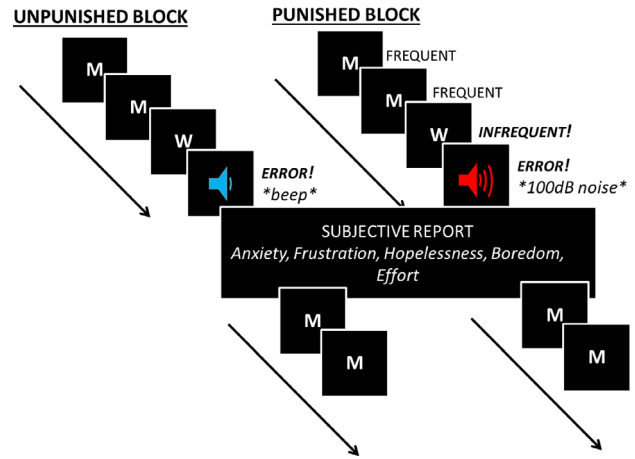 UNPUNISHED BLOCK
PUNISHED BLOCK
M
M
W
ERROR!
*beep*
M
FREQUENT
M
FREQUENT
W
INFREQUENT!
ERROR!
*100dB noise*
SUBJECTIVE REPORT
Anxiety, Frustration, Hopelessness, Boredom,
Effort
M
M
M
M